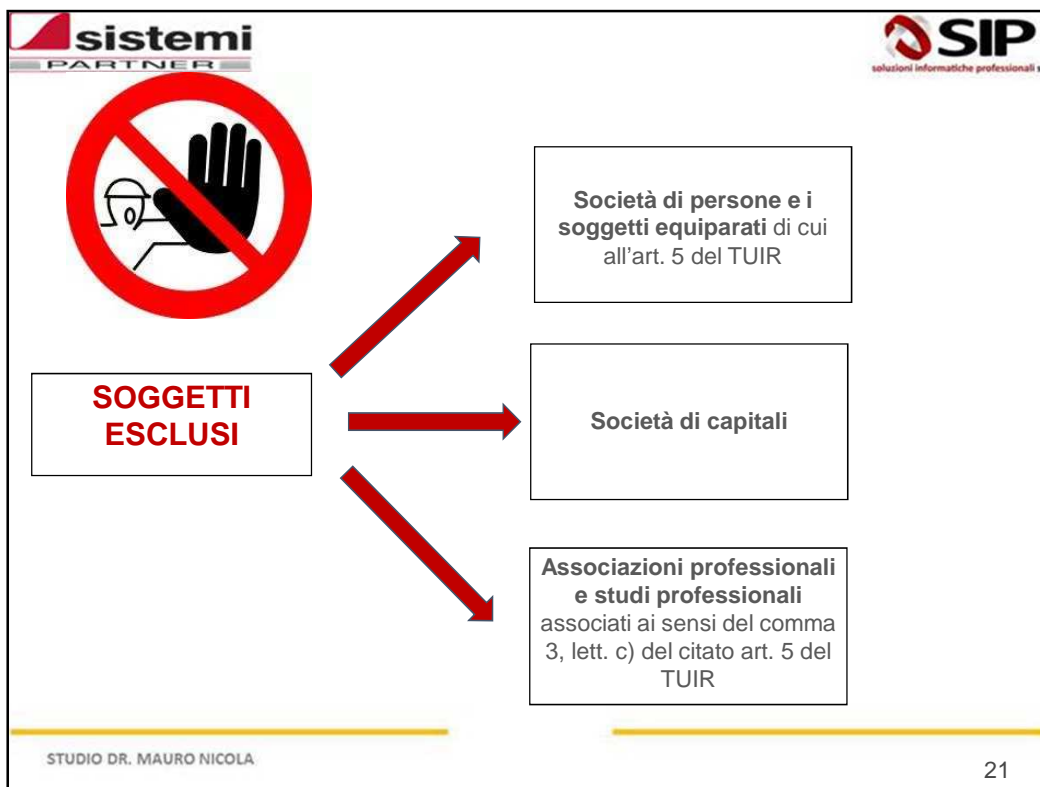 sistemi
PARTNER
SIP
soluzioni informatiche professionali s
Società di persone e i
soggetti equiparati di cui
all’art. 5 del TUIR
SOGGETTI
ESCLUSI
Società di capitali
Associazioni professionali
e studi professionali
associati ai sensi del comma
3, lett. c) del citato art. 5 del
TUIR
STUDIO DR. MAURO NICOLA
21